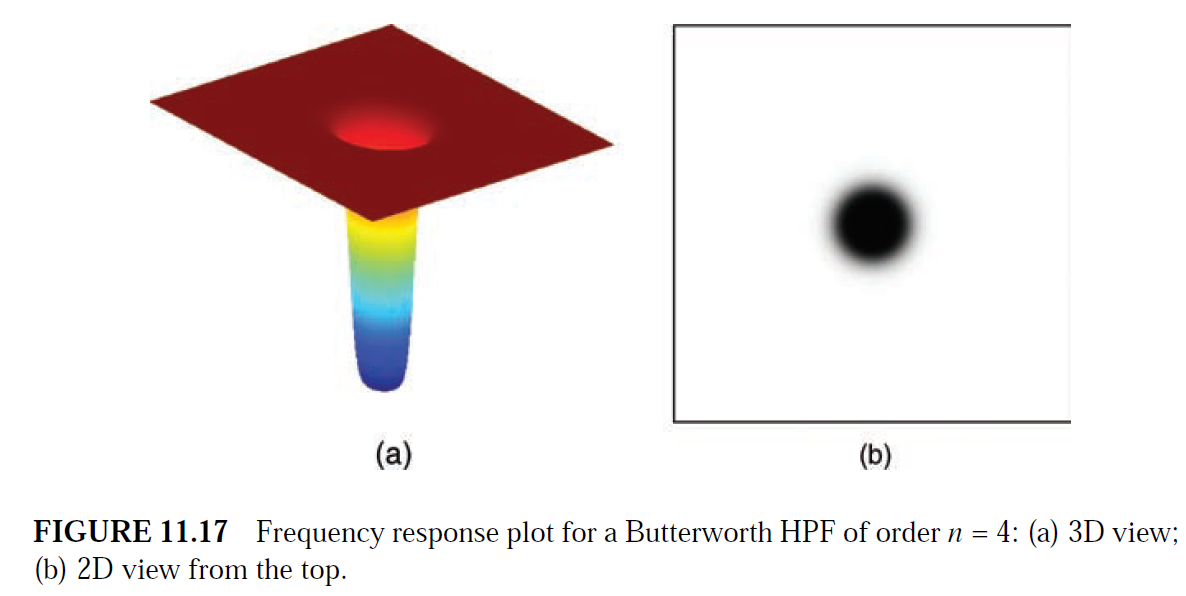 (a)
(b)
FIGURE 11.17 Frequency response plot for a Butterworth HPF of order n = 4: (a) 3D view;
(b) 2D view from the top.